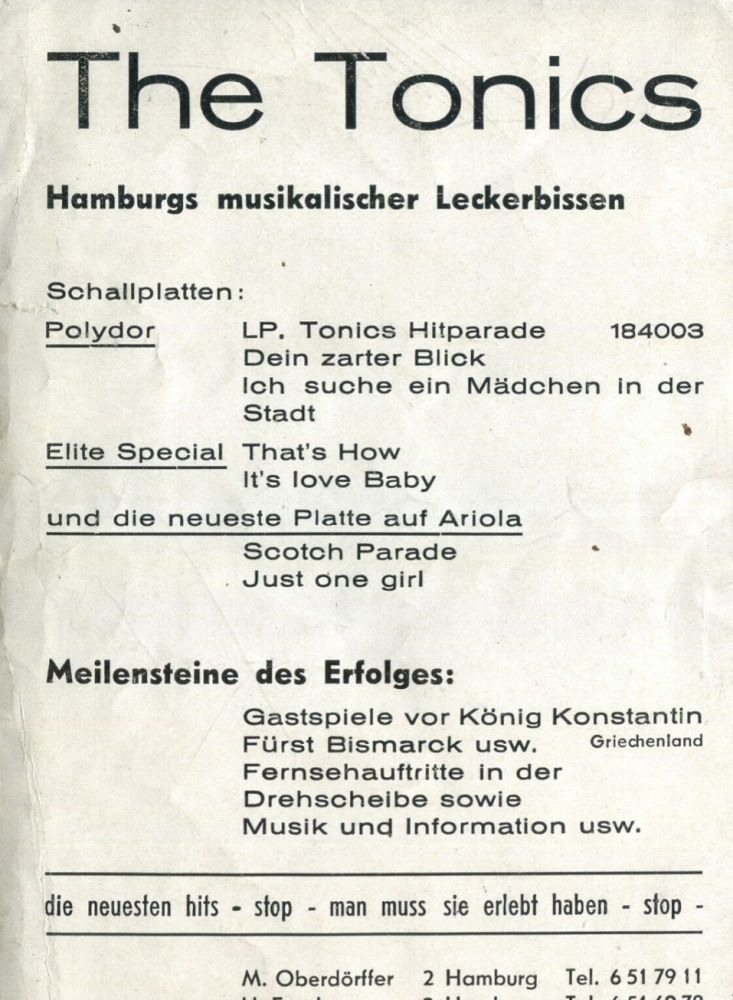 The Tonics
Hamburgs musikalischer Leckerbissen
Schallplatten:
Polydor LP. Tonics Hitparade 184003
Dein zarter Blick
Ich suche ein Mädchen in der
Stadt
Elite Special That's How
It's love Baby
und die neueste Platte auf Ariola
Scotch Parade
Just one girl
Meilensteine des Erfolges:
Gastspiele vor König Konstantin
Fürst Bismarck usw. Griechenland
Fernsehauftritte in der
Drehscheibe sowie
Musik und Information usw.
die neuesten hits - stop - man muss sie erlebt haben - stop -
M. Oberdörffer 2 Hamburg Tel. 6 51 79 11